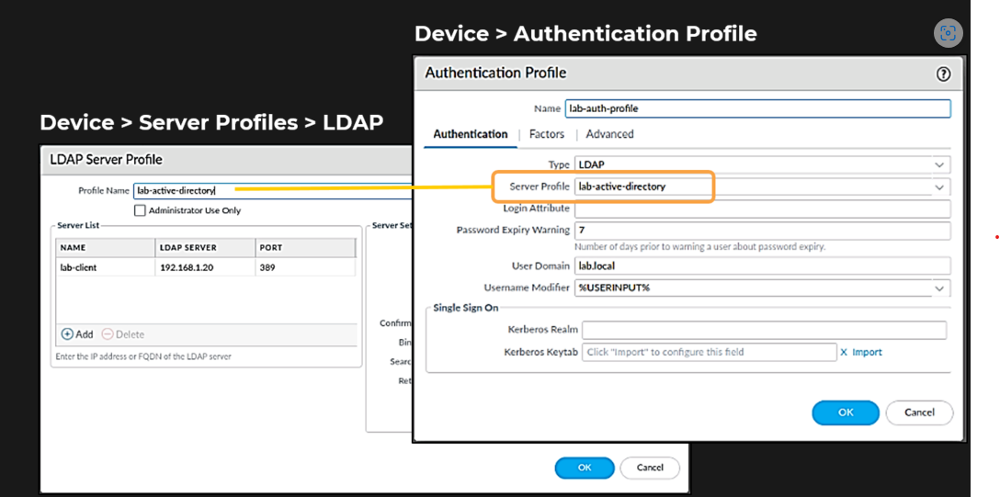 Device > Authentication Profile
Device > Server Profiles > LDAP
LDAP Server Profile
Profile Name lab-active-directory
Administrator Use Only
Server List
NAME LDAP SERVER PORT
lab-client 192.168.1.20 389
Add Delete
Enter the IP address or FQDN of the LDAP server
Server Set
Confirm
Bin
Searc
Ret
OK Cancel
Authentication Profile
?
Name lab-auth-profile
Authentication | Factors | Advanced
Type LDAP
Server Profile lab-active-directory
Login Attribute
Password Expiry Warning 7
Number of days prior to warning a user about password expiry.
User Domain lab.local
Username Modifier %USERINPUT%
Single Sign On
Kerberos Realm
Kerberos Keytab Click "Import" to configure this field X Import
OK Cancel